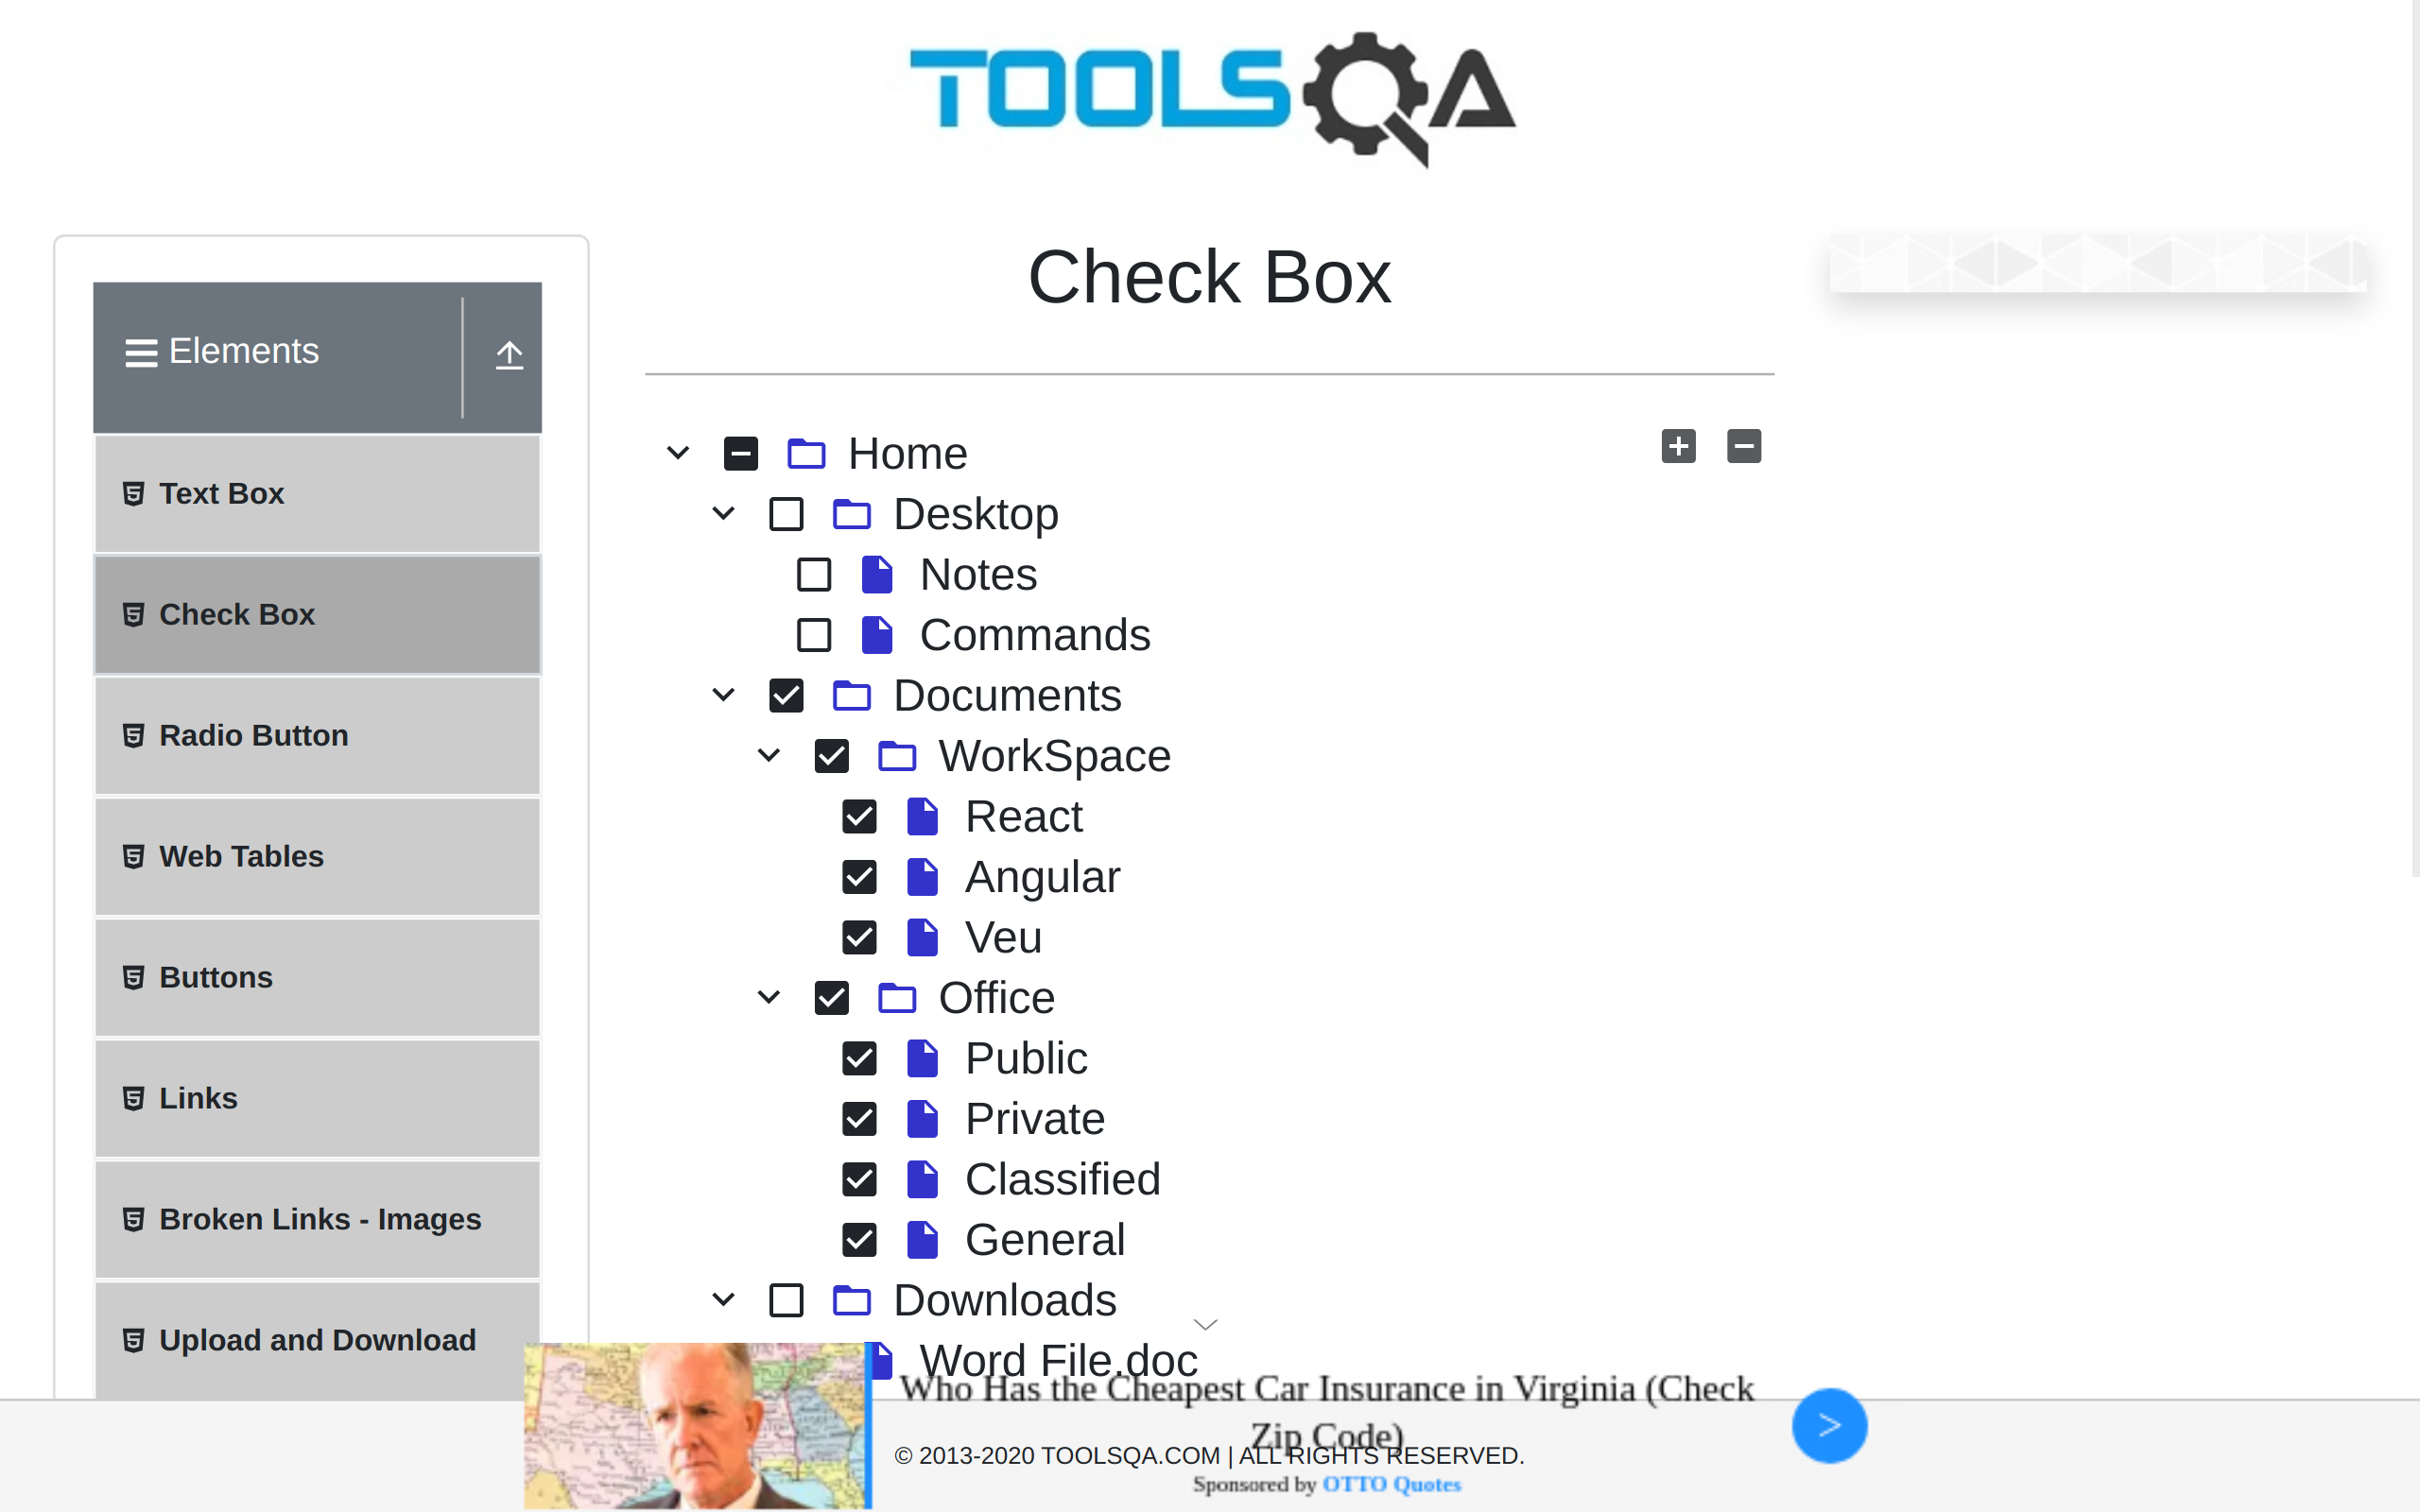 TOOLSQA
Check Box
Elements
Text Box
Check Box
Radio Button
Web Tables
Buttons
Links
Broken Links - Images
Upload and Download
Home
Desktop
Notes
Commands
Documents
WorkSpace
React
Angular
Veu
Office
Public
Private
Classified
General
Downloads
Word File.doc
Who Has the Cheapest Car Insurance in Virginia (Check
Zip Code)
© 2013-2020 TOOLSQA.COM | ALL RIGHTS RESERVED.
Sponsored by OTTO Quotes